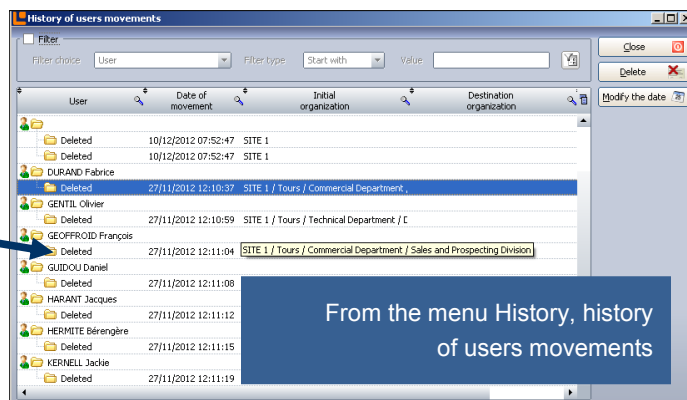 History of users movements
Filter
Filter choice User Filter type Start with Value
Close
Delete
Modify the date
User Date of movement Initial organization Destination organization
Deleted 10/12/2012 07:52:47 SITE 1
Deleted 10/12/2012 07:52:47 SITE 1
DURAND Fabrice
Deleted 27/11/2012 12:10:37 SITE 1 / Tours / Commercial Department ,
GENTIL Olivier
Deleted 27/11/2012 12:10:59 SITE 1 / Tours / Technical Department / D
GEOFFROID François
Deleted 27/11/2012 12:11:04 SITE 1 / Tours / Commercial Department / Sales and Prospecting Division
GUIDOU Daniel
Deleted 27/11/2012 12:11:08
HARANT Jacques
Deleted 27/11/2012 12:11:12
HERMITE Bérengère
Deleted 27/11/2012 12:11:15
KERNELL Jackie
Deleted 27/11/2012 12:11:19
From the menu History, history
of users movements